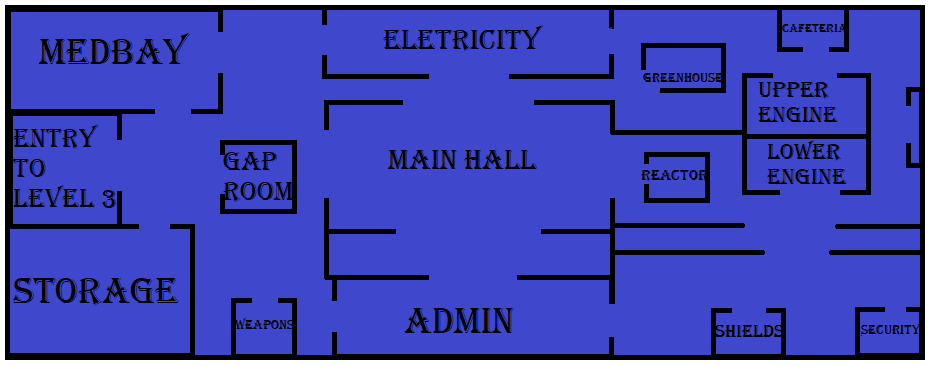 MEDBAY
ELETRICITY
CAFETERIA
GREENHOUSE
UPPER
ENGINE
ENTRY
TO
LEVEL 3
GAP
ROOM
MAIN HALL
REACTOR
LOWER
ENGINE
STORAGE
WEAPONS
ADMIN
SHIELDS
SECURITY